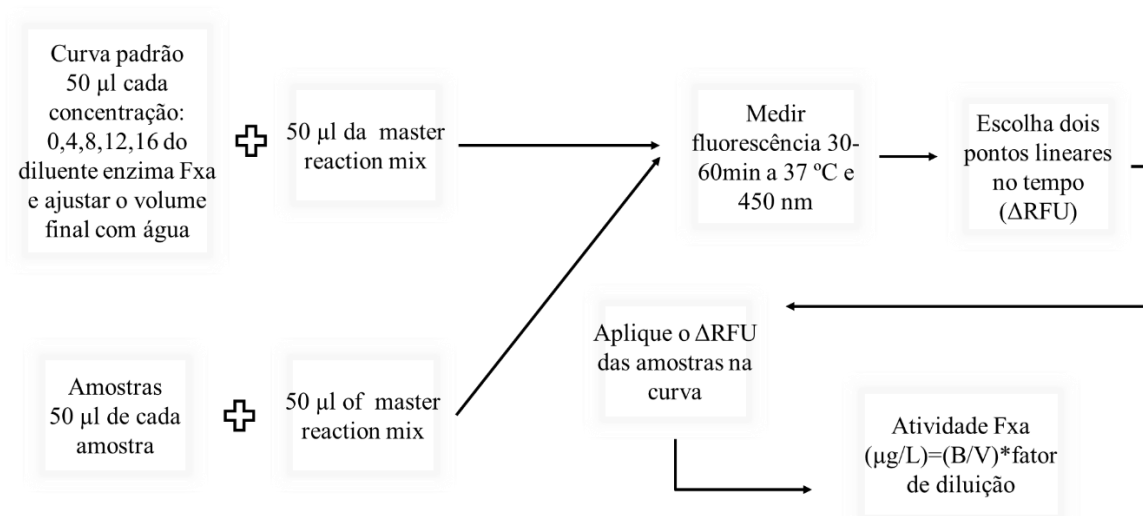 Curva padrão
50 µl cada
concentração:
0,4,8,12,16 do
diluente enzima Fxa
e ajustar o volume
final com água
50 µl da master
reaction mix
Medir
fluorescência 30-
60min a 37 ºC e
450 nm
Escolha dois
pontos lineares
no tempo
(ΔRFU)
Amostras
50 µl de cada
amostra
50 µl of master
reaction mix
Aplique o ΔRFU
das amostras na
curva
Atividade Fxa
(µg/L)=(B/V)*fator
de diluição